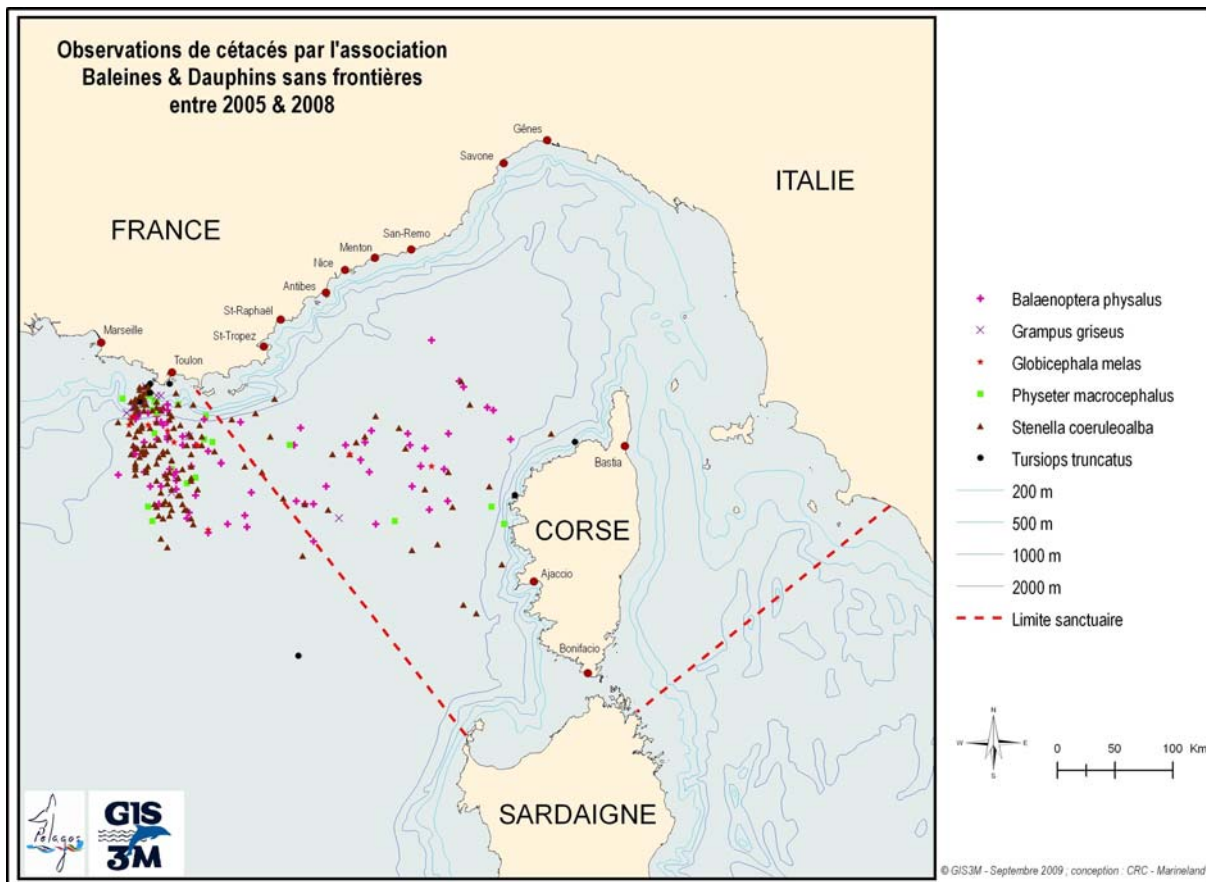 Observations de cétacés par l'association
Baleines & Dauphins sans frontières
entre 2005 & 2008
Gênes
Savone
ITALIE
FRANCE
San-Remo
Menton
Nice
Antibes
St-Raphaël
St-Tropez
Marseille
Toulon
Bastia
CORSE
Ajaccio
Bonifacio
SARDAIGNE
Pelagos
GIS
3M
Balaenoptera physalus
Grampus griseus
Globicephala melas
Physeter macrocephalus
Stenella coeruleoalba
Tursiops truncatus
200 m
500 m
1000 m
2000 m
Limite sanctuaire
N
W E
S
0 50 100 Km
© GIS3M - Septembre 2009 ; conception : CRC - Marineland